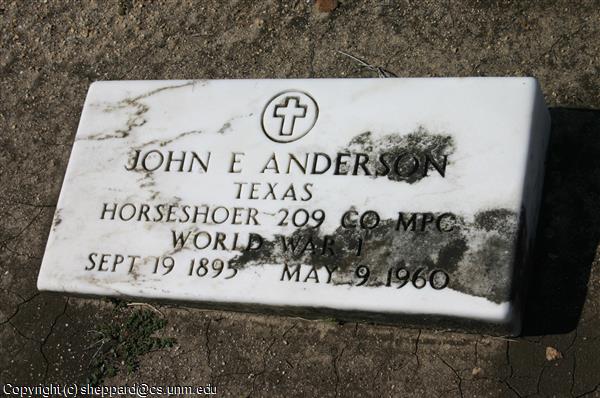 JOHN E ANDERSON
TEXAS
HORSESHOER 209 CO MPC
WORLD WAR I
SEPT 19 1895 MAY 9 1960
Copyright (c) sheppard@cs.unm.edu